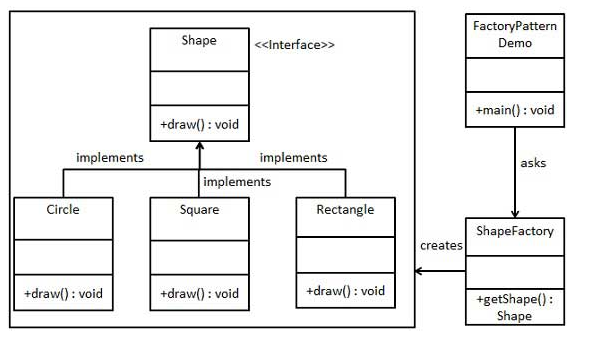 Shape
<<Interface>>
+draw() : void
implements
implements
implements
Circle
+draw() : void
Square
+draw() : void
Rectangle
+draw() : void
FactoryPattern
Demo
+main() : void
asks
ShapeFactory
+getShape() :
Shape
creates